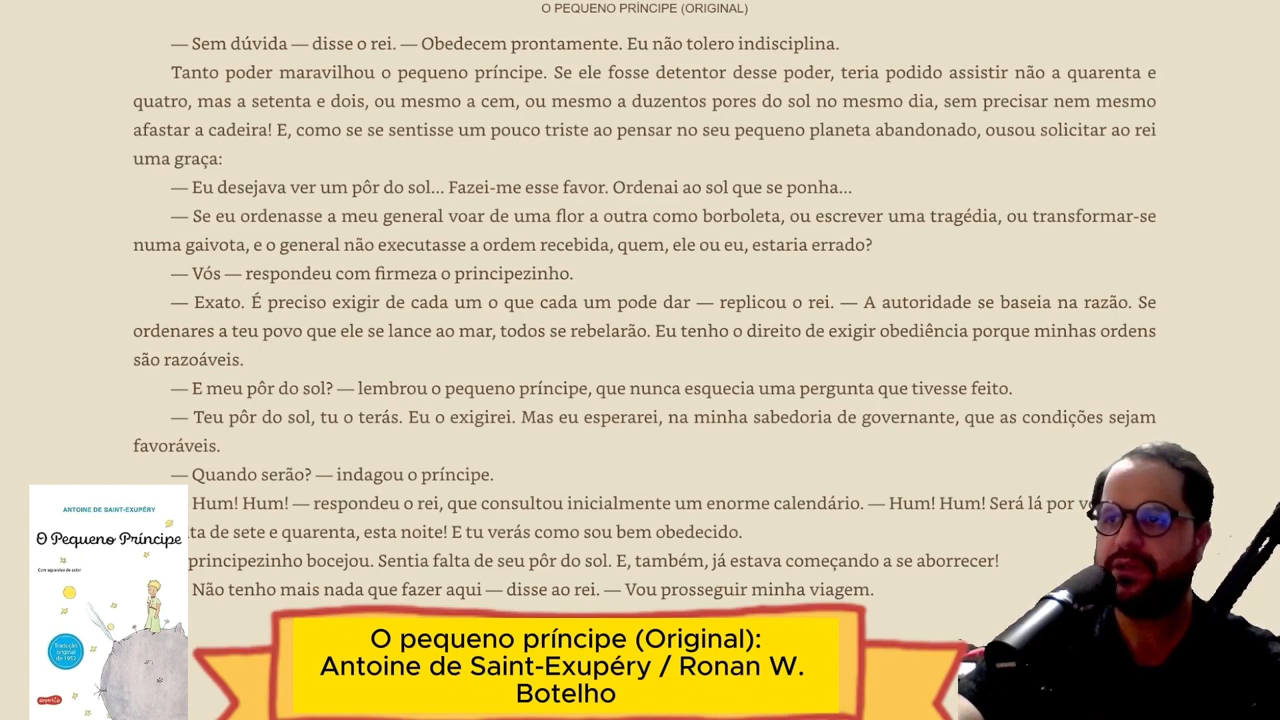 O PEQUENO PRÍNCIPE (ORIGINAL)
— Sem dúvida — disse o rei. — Obedecem prontamente. Eu não tolero indisciplina.
Tanto poder maravilhou o pequeno príncipe. Se ele fosse detentor desse poder, teria podido assistir não a quarenta e
quatro, mas a setenta e dois, ou mesmo a cem, ou mesmo a duzentos pores do sol no mesmo dia, sem precisar nem mesmo
afastar a cadeira! E, como se se sentisse um pouco triste ao pensar no seu pequeno planeta abandonado, ousou solicitar ao rei
uma graça:
— Eu desejava ver um pôr do sol... Fazei-me esse favor. Ordenai ao sol que se ponha...
— Se eu ordenasse a meu general voar de uma flor a outra como borboleta, ou escrever uma tragédia, ou transformar-se
numa gaivota, e o general não executasse a ordem recebida, quem, ele ou eu, estaria errado?
— Vós — respondeu com firmeza o principezinho.
— Exato. É preciso exigir de cada um o que cada um pode dar — replicou o rei. — A autoridade se baseia na razão. Se
ordenares a teu povo que ele se lance ao mar, todos se rebelarão. Eu tenho o direito de exigir obediência porque minhas ordens
são razoáveis.
— E meu pôr do sol? — lembrou o pequeno príncipe, que nunca esquecia uma pergunta que tivesse feito.
— Teu pôr do sol, tu o terás. Eu o exigirei. Mas eu esperarei, na minha sabedoria de governante, que as condições sejam
favoráveis.
— Quando serão? — indagou o príncipe.
Hum! Hum! — respondeu o rei, que consultou inicialmente um enorme calendário. — Hum! Hum! Será lá por
de sete e quarenta, esta noite! E tu verás como sou bem obedecido.
principezinho bocejou. Sentia falta de seu pôr do sol. E, também, já estava começando a se aborrecer!
Não tenho mais nada que fazer aqui — disse ao rei. — Vou prosseguir minha viagem.
ANTOINE DE SAINT-EXUPÉRY
O Pequeno Príncipe
Com aquarelas do autor
Tradução
original
de 1952
O pequeno príncipe (Original):
Antoine de Saint-Exupéry / Ronan W.
Botelho